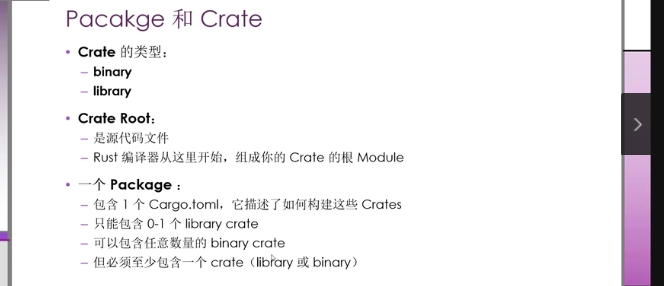 Pacakge 和 Crate
• Crate 的类型：
– binary
– library
• Crate Root：
– 是源代码文件
– Rust 编译器从这里开始，组成你的 Crate 的根 Module
• 一个 Package ：
– 包含 1 个 Cargo.toml，它描述了如何构建这些 Crates
– 只能包含 0-1 个 library crate
– 可以包含任意数量的 binary crate
– 但必须至少包含一个 crate（library 或 binary）